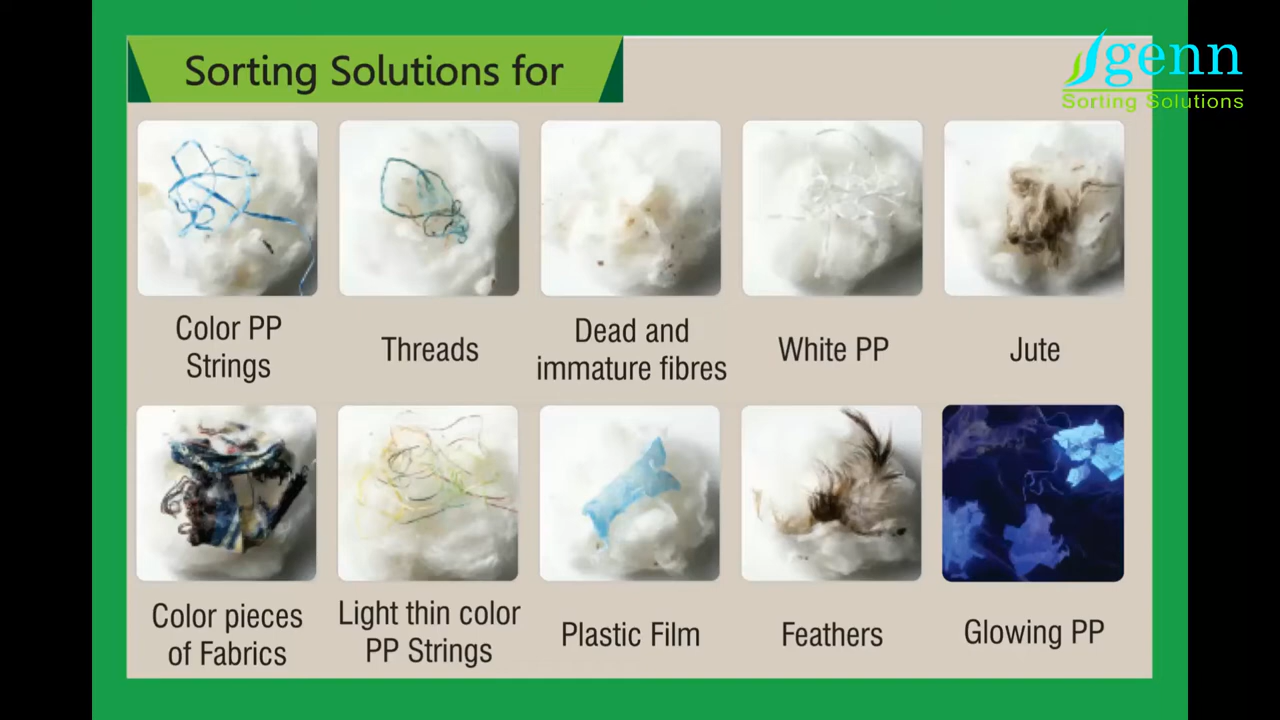 Sorting Solutions for
genn
Sorting Solutions
Color PP
Strings
Threads
Dead and
immature fibres
White PP
Jute
Color pieces
of Fabrics
Light thin color
PP Strings
Plastic Film
Feathers
Glowing PP